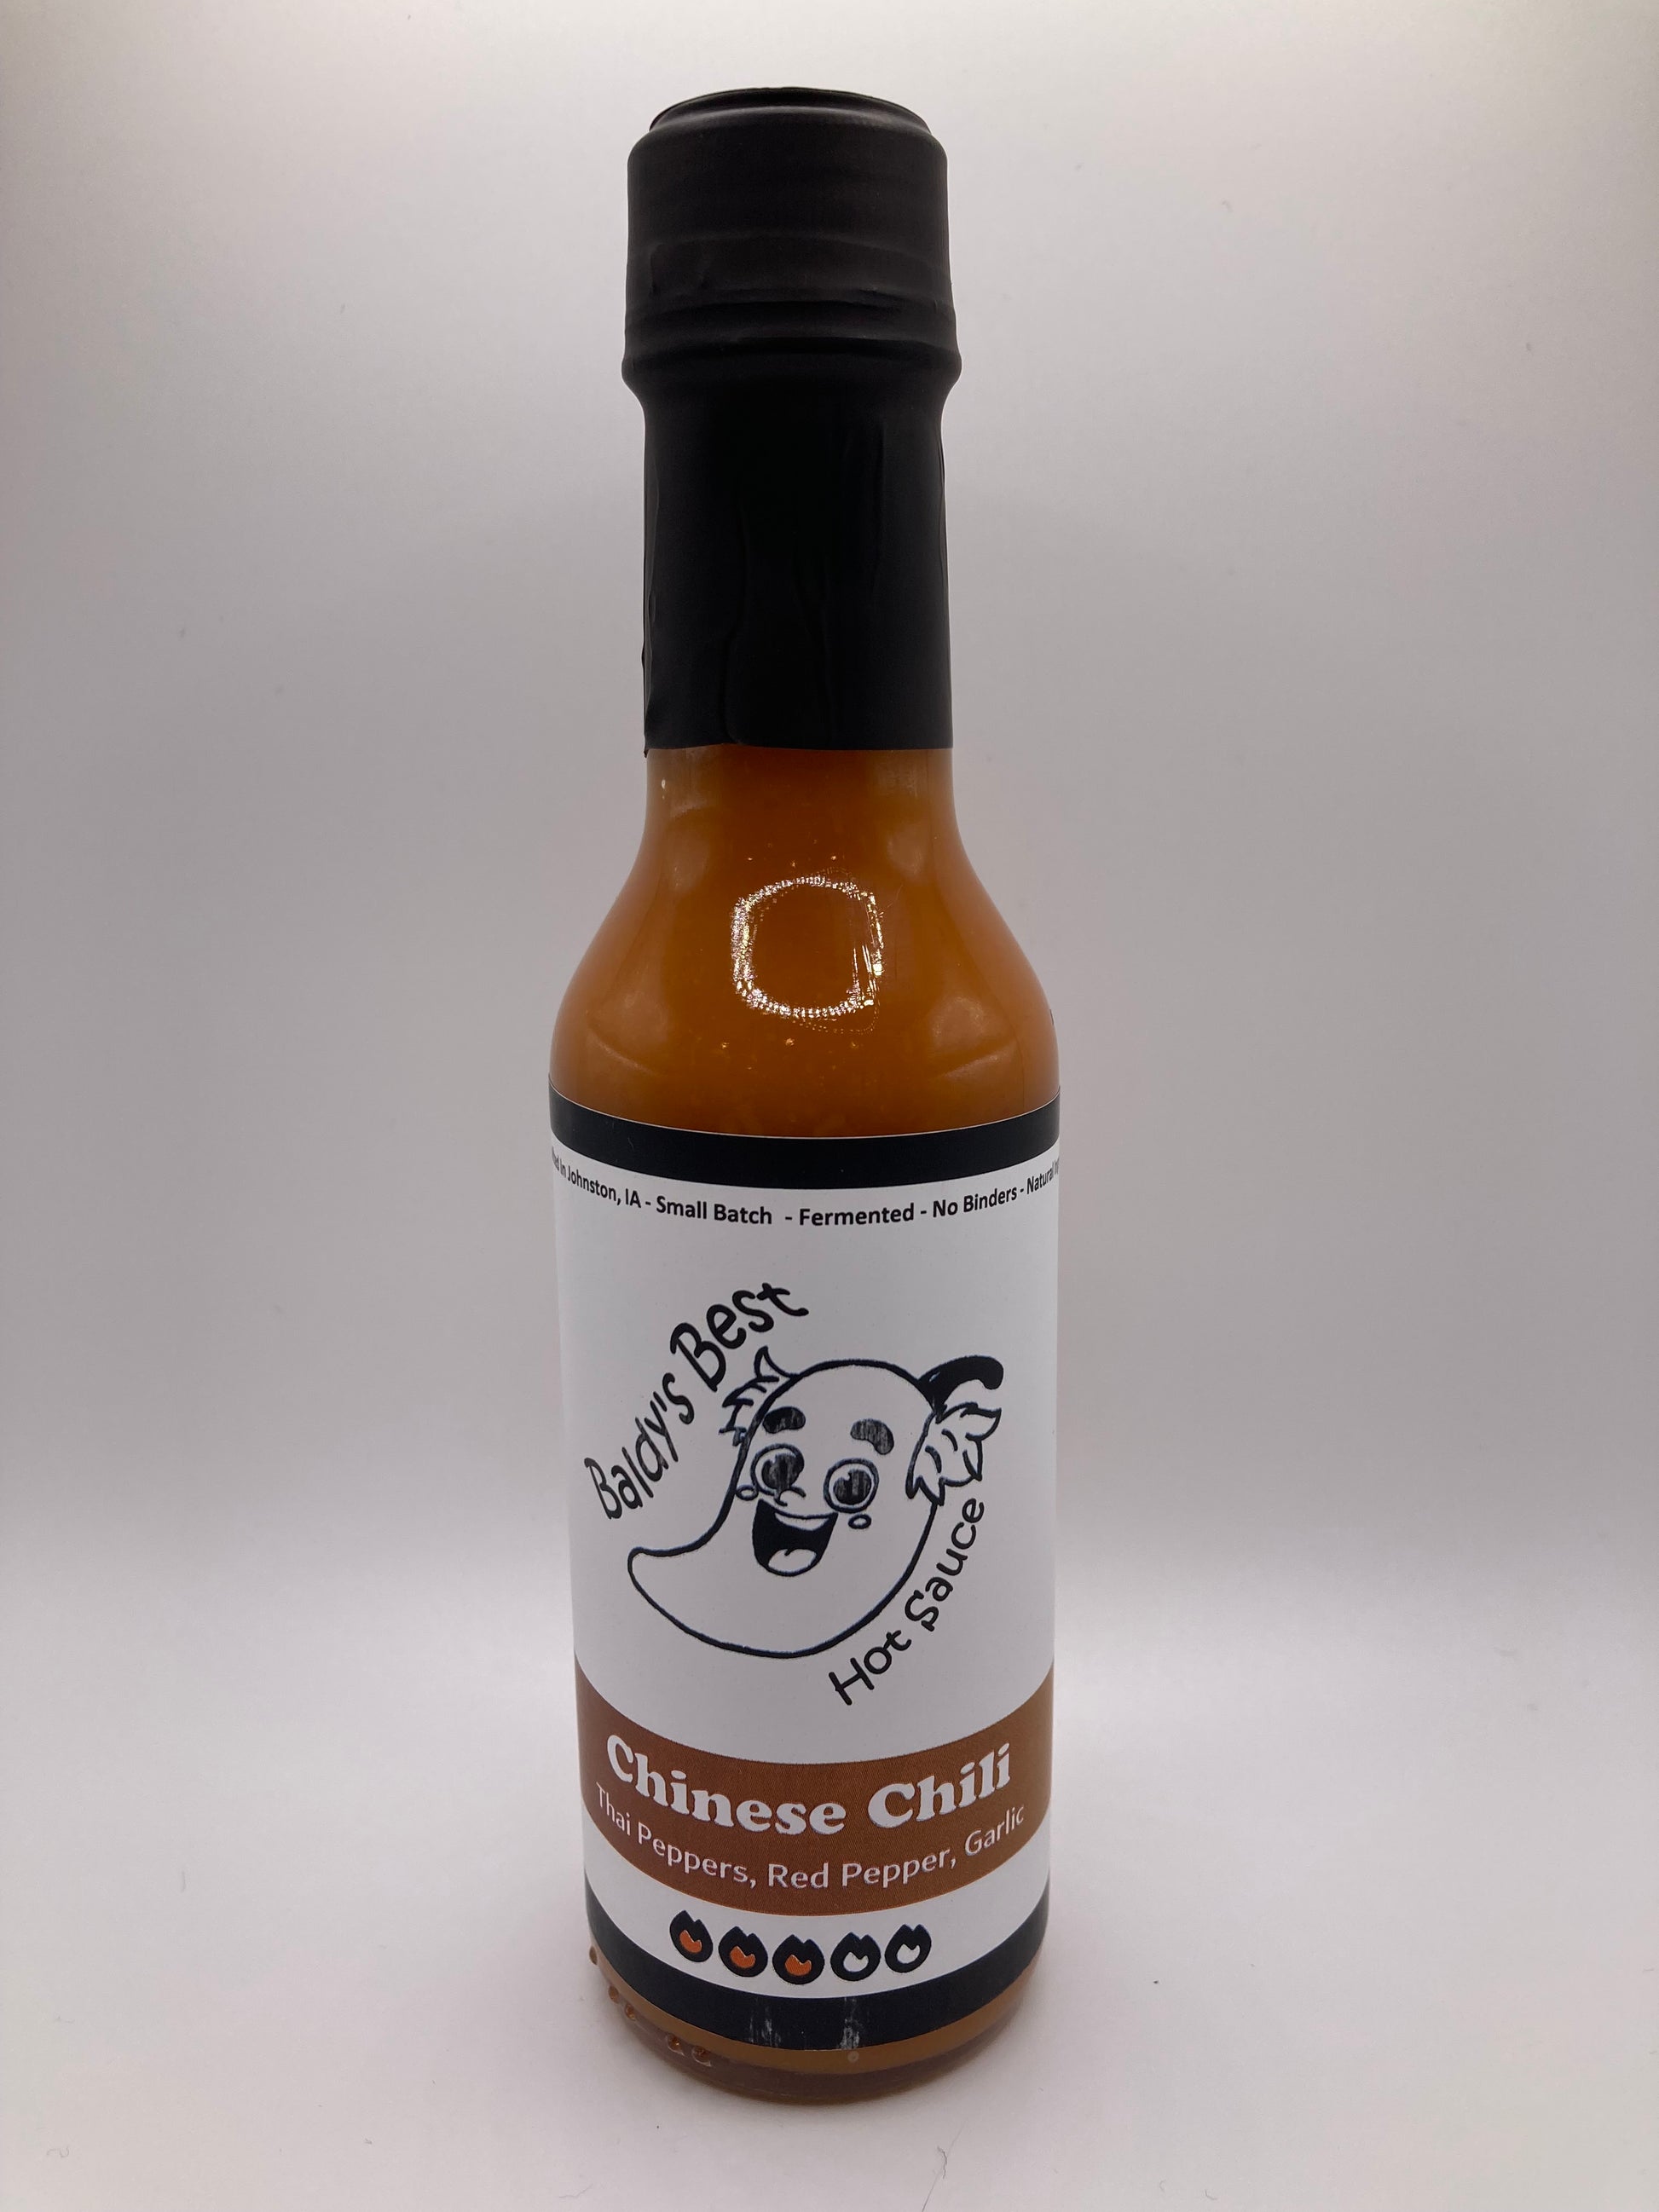 Johnston, IA - Small Batch - Fermented - No Binders - Natural
Baldy's Best
Hot Sauce
Chinese Chili
Thai Peppers, Red Pepper, Garlic